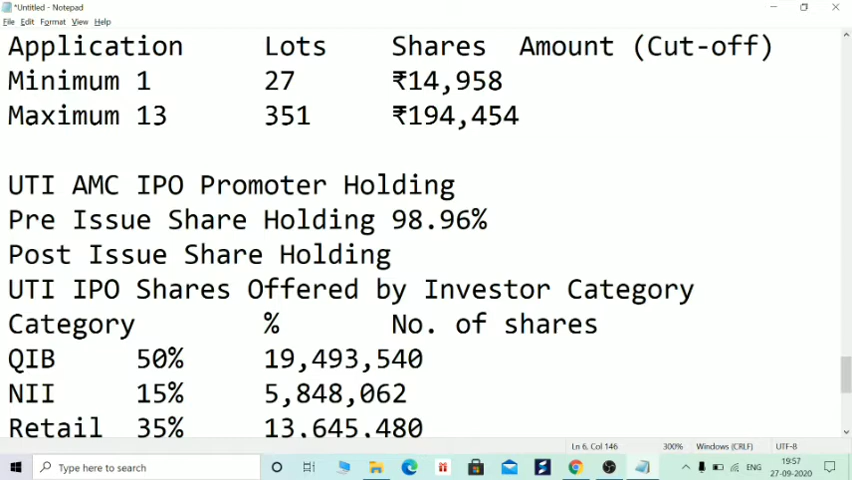 *Untitled - Notepad
File Edit Format View Help
Application Lots Shares Amount (Cut-off)
Minimum 1 27 ₹14,958
Maximum 13 351 ₹194,454
UTI AMC IPO Promoter Holding
Pre Issue Share Holding 98.96%
Post Issue Share Holding
UTI IPO Shares Offered by Investor Category
Category % No. of shares
QIB 50% 19,493,540
NII 15% 5,848,062
Retail 35% 13,645,480
Ln 6, Col 146 300% Windows (CRLF) UTF-8
Type here to search
ENG
19:57
27-09-2020